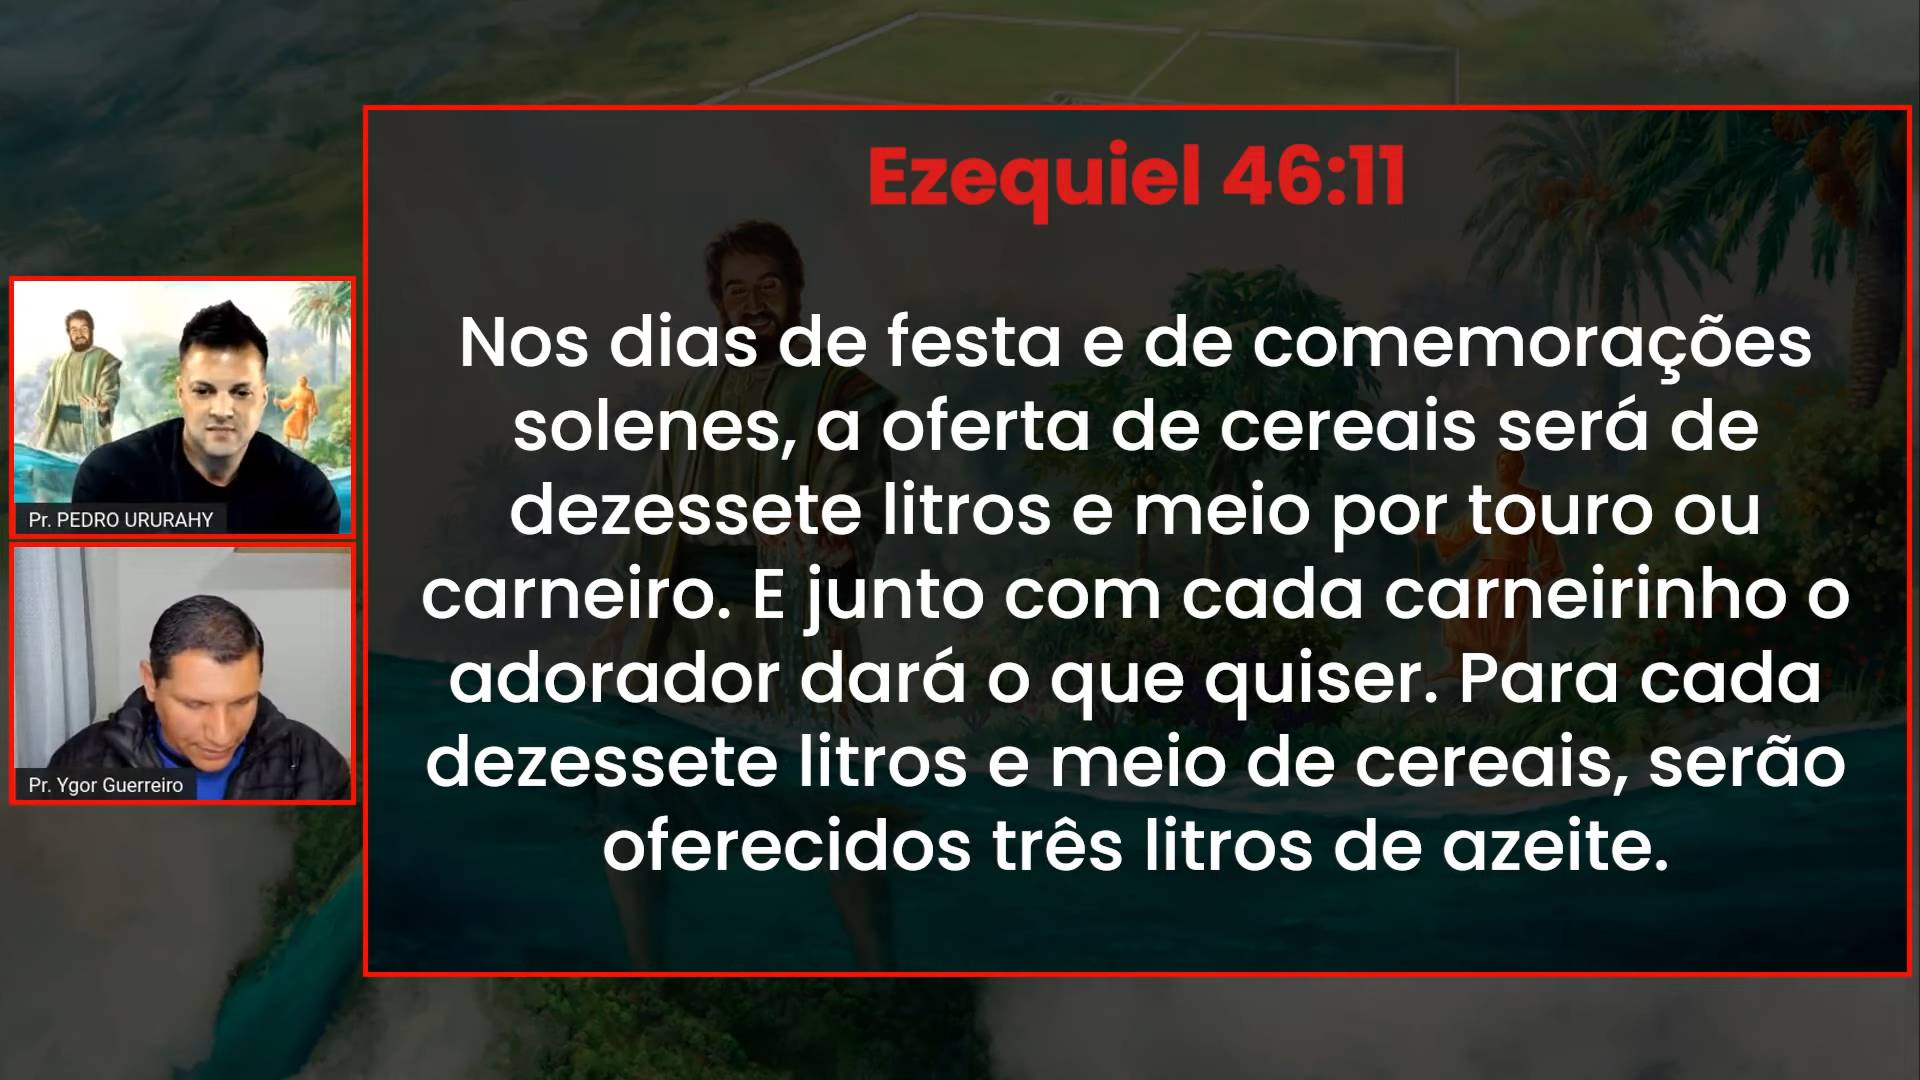 Ezequiel 46:11
Nos dias de festa e de comemorações
solenes, a oferta de cereais será de
dezessete litros e meio por touro ou
carneiro. E junto com cada carneirinho o
adorador dará o que quiser. Para cada
dezessete litros e meio de cereais, serão
oferecidos três litros de azeite.
Pr. PEDRO URURAHY
Pr. Ygor Guerreiro